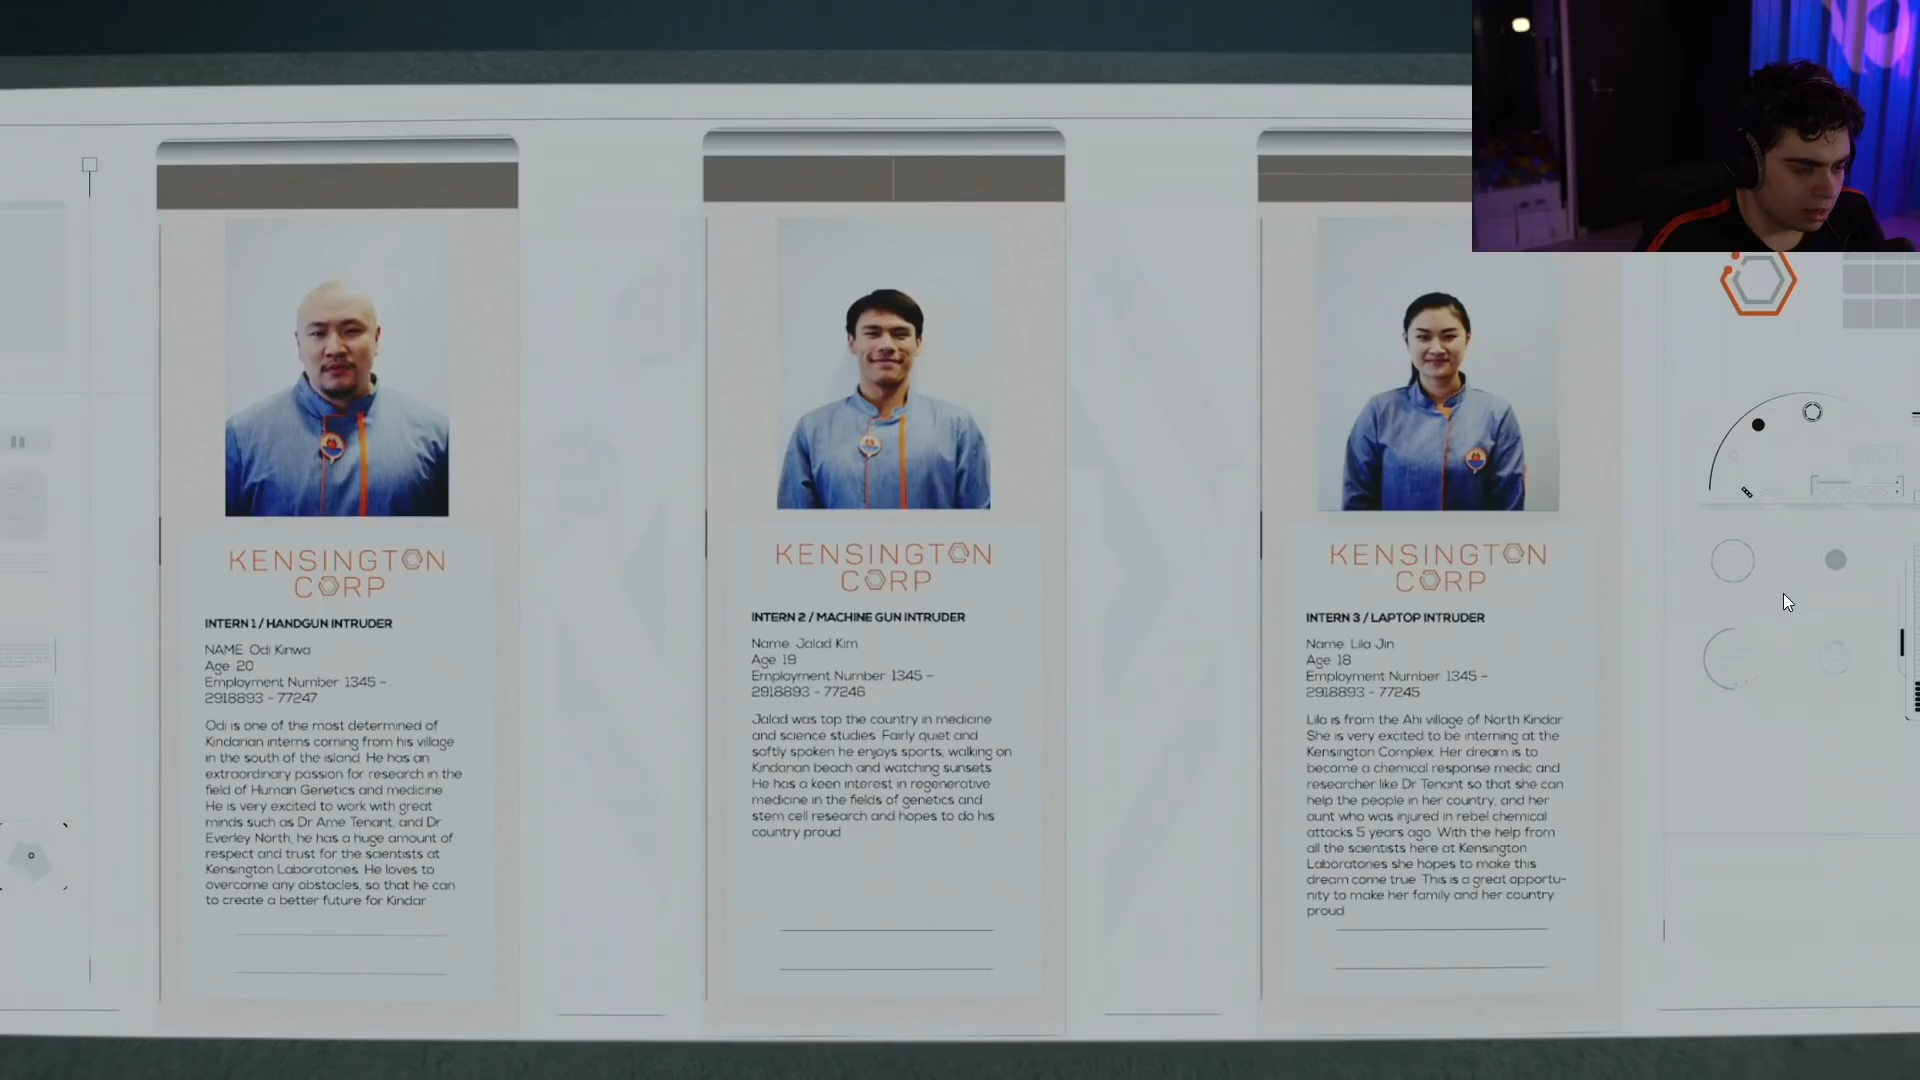 KENSINGTON
CORP
INTERN 1 / HANDGUN INTRUDER
NAME Odi Kinwa
Age 20
Employment Number 1345 -
2918893 - 77247
Odi is one of the most determined of
Kindarian interns coming from his village
in the south of the island. He has an
extraordinary passion for research in the
field of Human Genetics and medicine
He is very excited to work with great
minds such as Dr Ame Tenant, and Dr
Everley North, he has a huge amount of
respect and trust for the scientists at
Kensington Laboratories. He loves to
overcome any obstacles, so that he can
to create a better future for Kindar
KENSINGTON
CORP
INTERN 2 / MACHINE GUN INTRUDER
Name Jalad Kim
Age 19
Employment Number 1345 -
2918893 - 77246
Jalad was top the country in medicine
and science studies. Fairly quiet and
softly spoken he enjoys sports, walking on
Kindarian beach and watching sunsets
He has a keen interest in regenerative
medicine in the fields of genetics and
stem cell research and hopes to do his
country proud
KENSINGTON
CORP
INTERN 3 / LAPTOP INTRUDER
Name Lila Jin
Age 18
Employment Number 1345 -
2918893 - 77245
Lila is from the Ahi village of North Kindar
She is very excited to be interning at the
Kensington Complex. Her dream is to
become a chemical response medic and
researcher like Dr Tenant so that she can
help the people in her country, and her
aunt who was injured in rebel chemical
attacks 5 years ago. With the help from
all the scientists here at Kensington
Laboratories she hopes to make this
dream come true. This is a great opportu-
nity to make her family and her country
proud